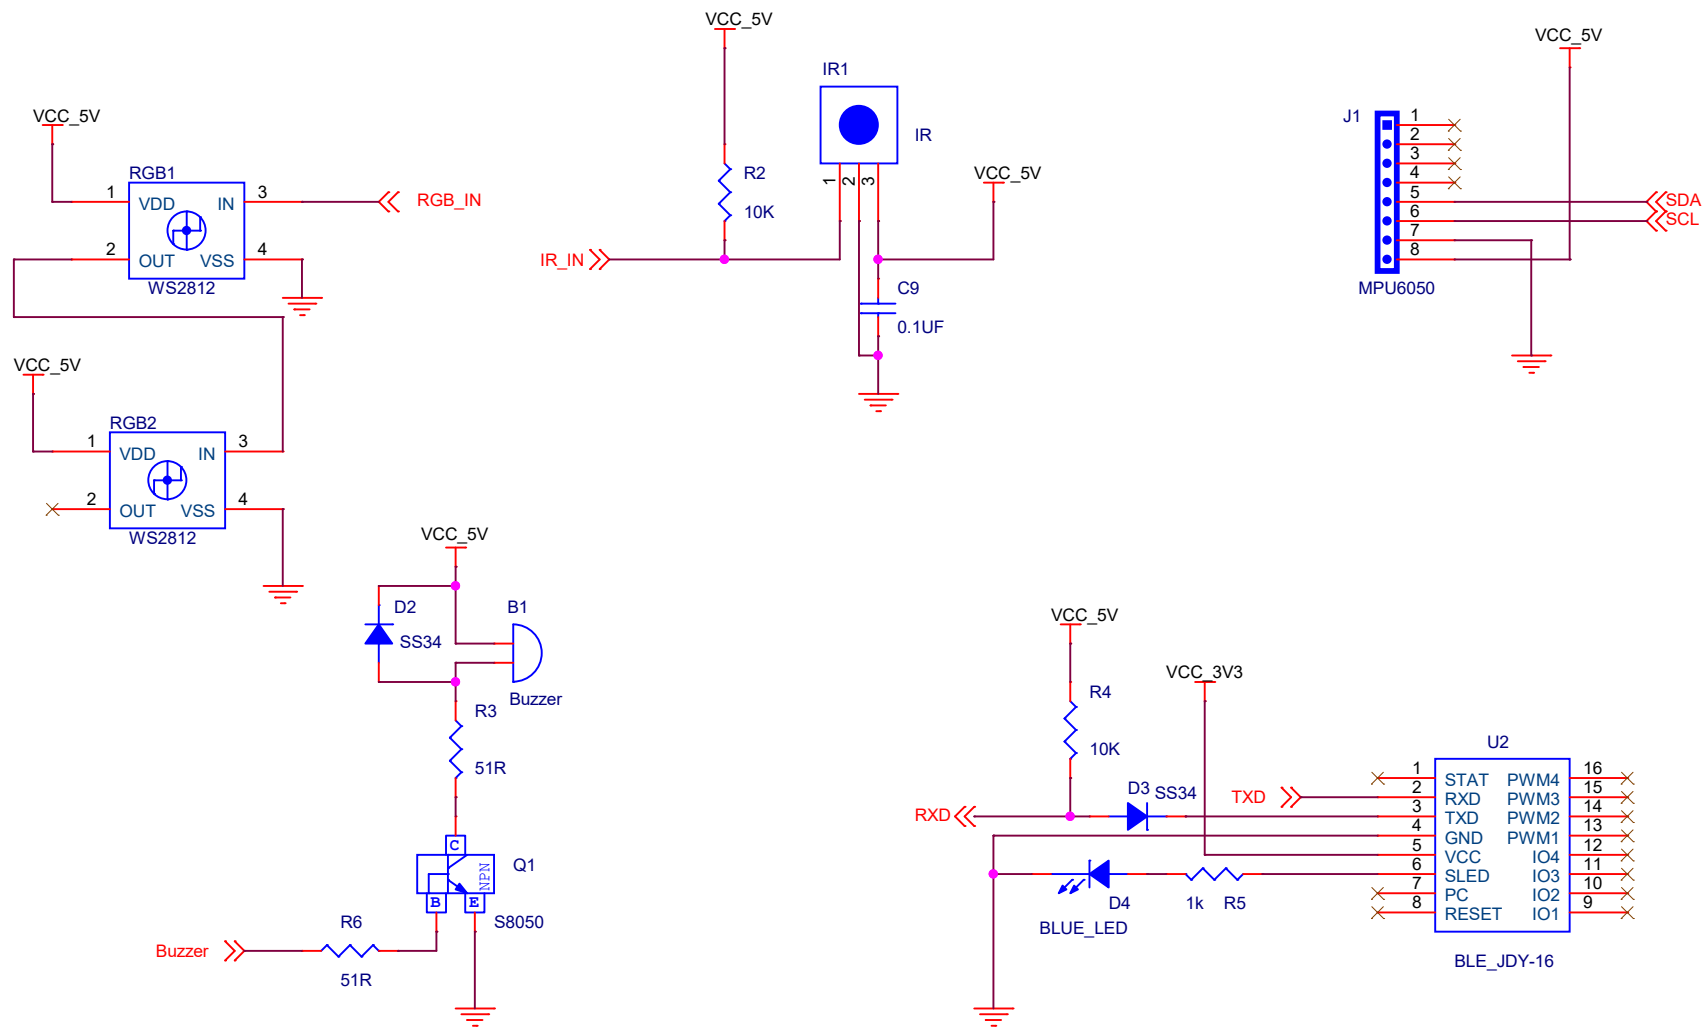 VCC_5V
RGB1
1 VDD IN 3
RGB_IN
2 OUT VSS 4
WS2812
VCC_5V
RGB2
1 VDD IN 3
2 OUT VSS 4
WS2812
VCC_5V
IR1
IR
R2
10K
1 2 3
VCC_5V
IR_IN
C9
0.1UF
VCC_5V
J1
1
2
3
4
5 SDA
6 SCL
7
8
MPU6050
VCC_5V
D2
SS34
B1
Buzzer
R3
51R
C
NPN
B E
Q1
S8050
R6
Buzzer
51R
VCC_5V
VCC_3V3
R4
10K
D3 SS34
TXD
RXD
D4
BLUE_LED
1k R5
U2
1 STAT PWM4 16
2 RXD PWM3 15
3 TXD PWM2 14
4 GND PWM1 13
5 VCC IO4 12
6 SLED IO3 11
7 PC IO2 10
8 RESET IO1 9
BLE_JDY-16